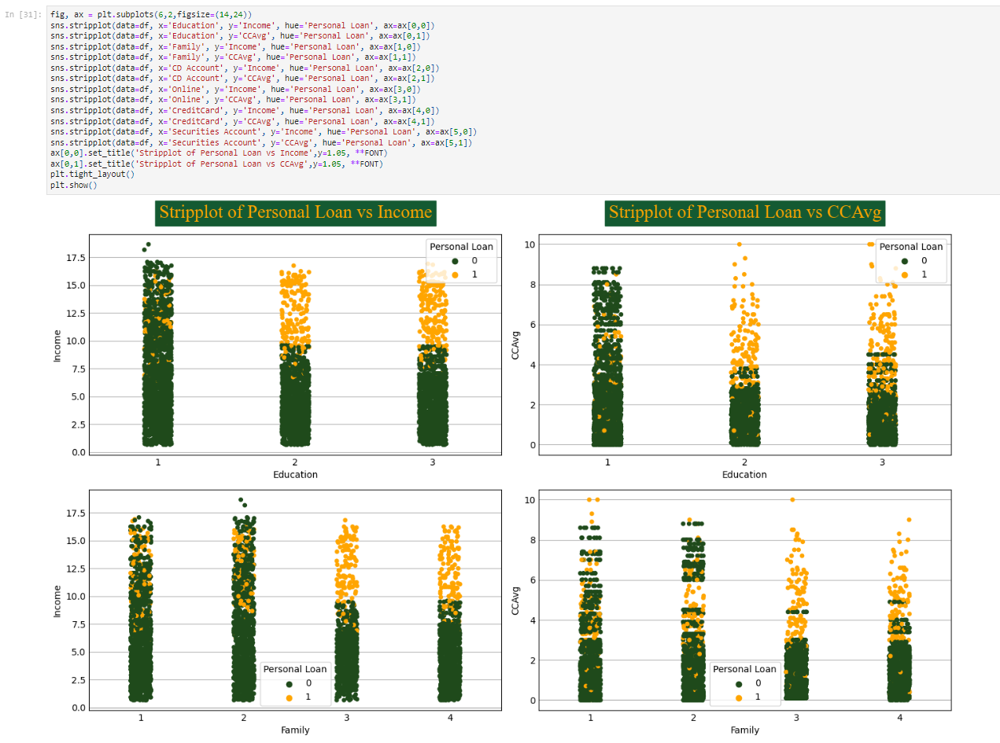 In [31]:
fig, ax = plt.subplots(6,2,figsize=(14,24))
sns.stripplot(data=df, x='Education', y='Income', hue='Personal Loan', ax=ax[0,0])
sns.stripplot(data=df, x='Education', y='CCAvg', hue='Personal Loan', ax=ax[0,1])
sns.stripplot(data=df, x='Family', y='Income', hue='Personal Loan', ax=ax[1,0])
sns.stripplot(data=df, x='Family', y='CCAvg', hue='Personal Loan', ax=ax[1,1])
sns.stripplot(data=df, x='CD Account', y='Income', hue='Personal Loan', ax=ax[2,0])
sns.stripplot(data=df, x='CD Account', y='CCAvg', hue='Personal Loan', ax=ax[2,1])
sns.stripplot(data=df, x='Online', y='Income', hue='Personal Loan', ax=ax[3,0])
sns.stripplot(data=df, x='Online', y='CCAvg', hue='Personal Loan', ax=ax[3,1])
sns.stripplot(data=df, x='CreditCard', y='Income', hue='Personal Loan', ax=ax[4,0])
sns.stripplot(data=df, x='CreditCard', y='CCAvg', hue='Personal Loan', ax=ax[4,1])
sns.stripplot(data=df, x='Securities Account', y='Income', hue='Personal Loan', ax=ax[5,0])
sns.stripplot(data=df, x='Securities Account', y='CCAvg', hue='Personal Loan', ax=ax[5,1])
ax[0,0].set_title('Stripplot of Personal Loan vs Income',y=1.05, **FONT)
ax[0,1].set_title('Stripplot of Personal Loan vs CCAvg',y=1.05, **FONT)
plt.tight_layout()
plt.show()
Stripplot of Personal Loan vs Income
Personal Loan
0
1
17.5
15.0
12.5
10.0
7.5
5.0
2.5
0.0
Income
1 2 3
Education
Stripplot of Personal Loan vs CCAvg
Personal Loan
0
1
10
8
6
4
2
0
CCAvg
1 2 3
Education
17.5
15.0
12.5
10.0
7.5
5.0
2.5
0.0
Income
Personal Loan
0
1
1 2 3 4
Family
10
8
6
4
2
0
CCAvg
Personal Loan
0
1
1 2 3 4
Family